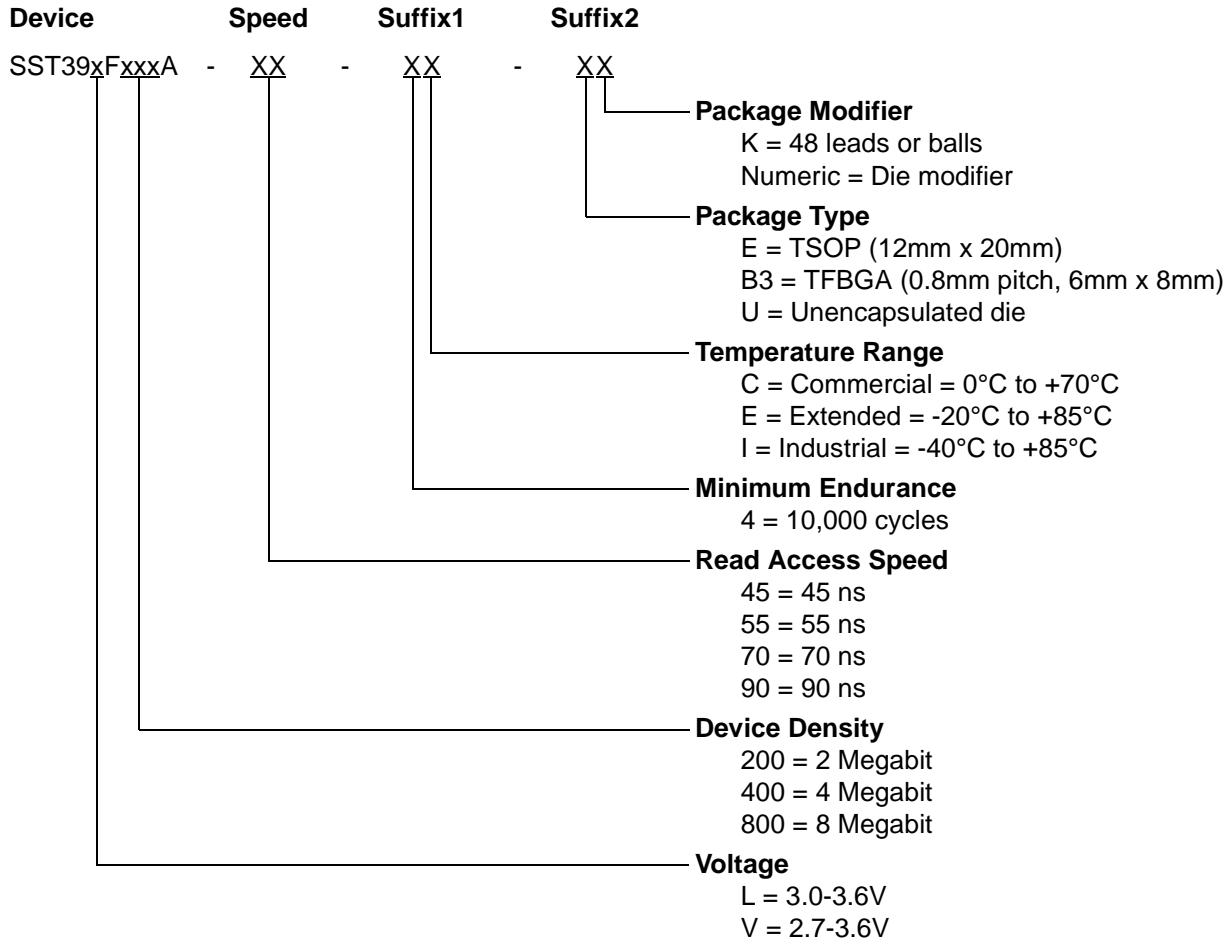 Device Speed Suffix1 Suffix2
SST39xFxxxA - XX - XX - XX
Package Modifier
K = 48 leads or balls
Numeric = Die modifier
Package Type
E = TSOP (12mm x 20mm)
B3 = TFBGA (0.8mm pitch, 6mm x 8mm)
U = Unencapsulated die
Temperature Range
C = Commercial = 0°C to +70°C
E = Extended = -20°C to +85°C
I = Industrial = -40°C to +85°C
Minimum Endurance
4 = 10,000 cycles
Read Access Speed
45 = 45 ns
55 = 55 ns
70 = 70 ns
90 = 90 ns
Device Density
200 = 2 Megabit
400 = 4 Megabit
800 = 8 Megabit
Voltage
L = 3.0-3.6V
V = 2.7-3.6V